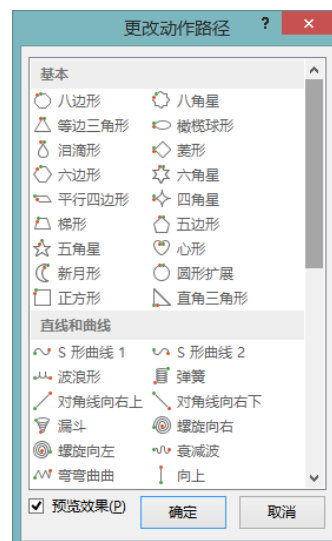 更改动作路径 ? ×
基本
八边形 八角星
等边三角形 橄榄球形
泪滴形 菱形
六边形 六角星
平行四边形 四角星
梯形 五边形
五角星 心形
新月形 圆形扩展
正方形 直角三角形
直线和曲线
S 形曲线 1 S 形曲线 2
波浪形 弹簧
对角线向右上 对角线向右下
漏斗 螺旋向右
螺旋向左 衰减波
弯弯曲曲 向上
预览效果(P) 确定 取消